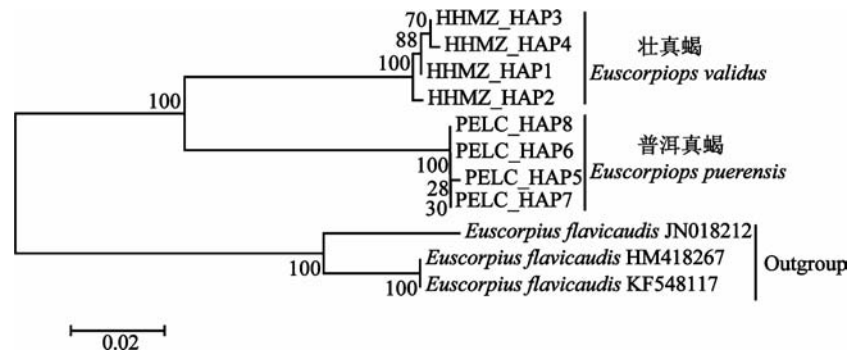 70
HHMZ_HAP3
88
HHMZ_HAP4
100
HHMZ_HAP1
HHMZ_HAP2
壮真蝎
Euscorpiops validus
100
PELC_HAP8
PELC_HAP6
100
PELC_HAP5
28
PELC_HAP7
30
普洱真蝎
Euscorpiops puerensis
Euscorpius flavicaudis JN018212
100
Euscorpius flavicaudis HM418267
100
Euscorpius flavicaudis KF548117
Outgroup
0.02